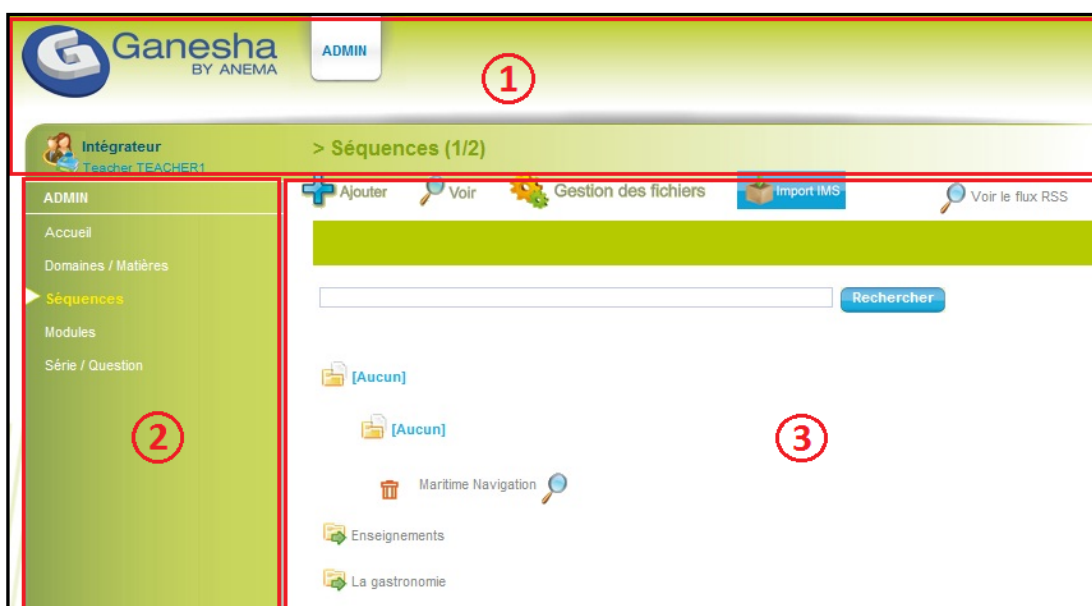 Ganesha
BY ANEMA
ADMIN
1
Intégrateur
Teacher TEACHER1
> Séquences (1/2)
ADMIN
Accueil
Domaines / Matières
Séquences
Modules
Série / Question
2
Ajouter Voir Gestion des fichiers Import IMS Voir le flux RSS
Rechercher
[Aucun]
[Aucun]
3
Maritime Navigation
Enseignements
La gastronomie